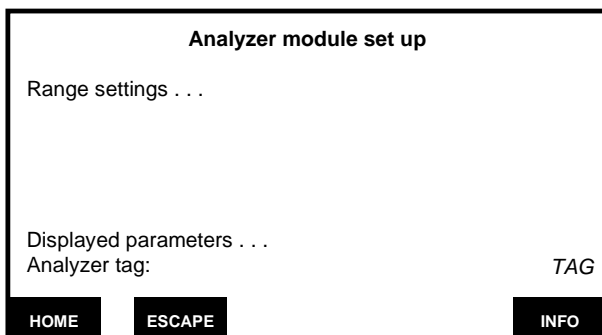 Analyzer module set up
Range settings . . .
Displayed parameters . . .
Analyzer tag: TAG
HOME ESCAPE INFO